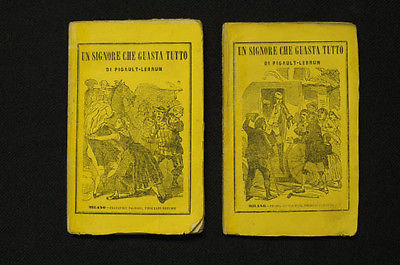 UN SIGNORE CHE GUASTA TUTTO
DI PIGAULT-LEBRUN
MILANO
UN SIGNORE CHE GUASTA TUTTO
DI PIGAULT-LEBRUN
MILANO